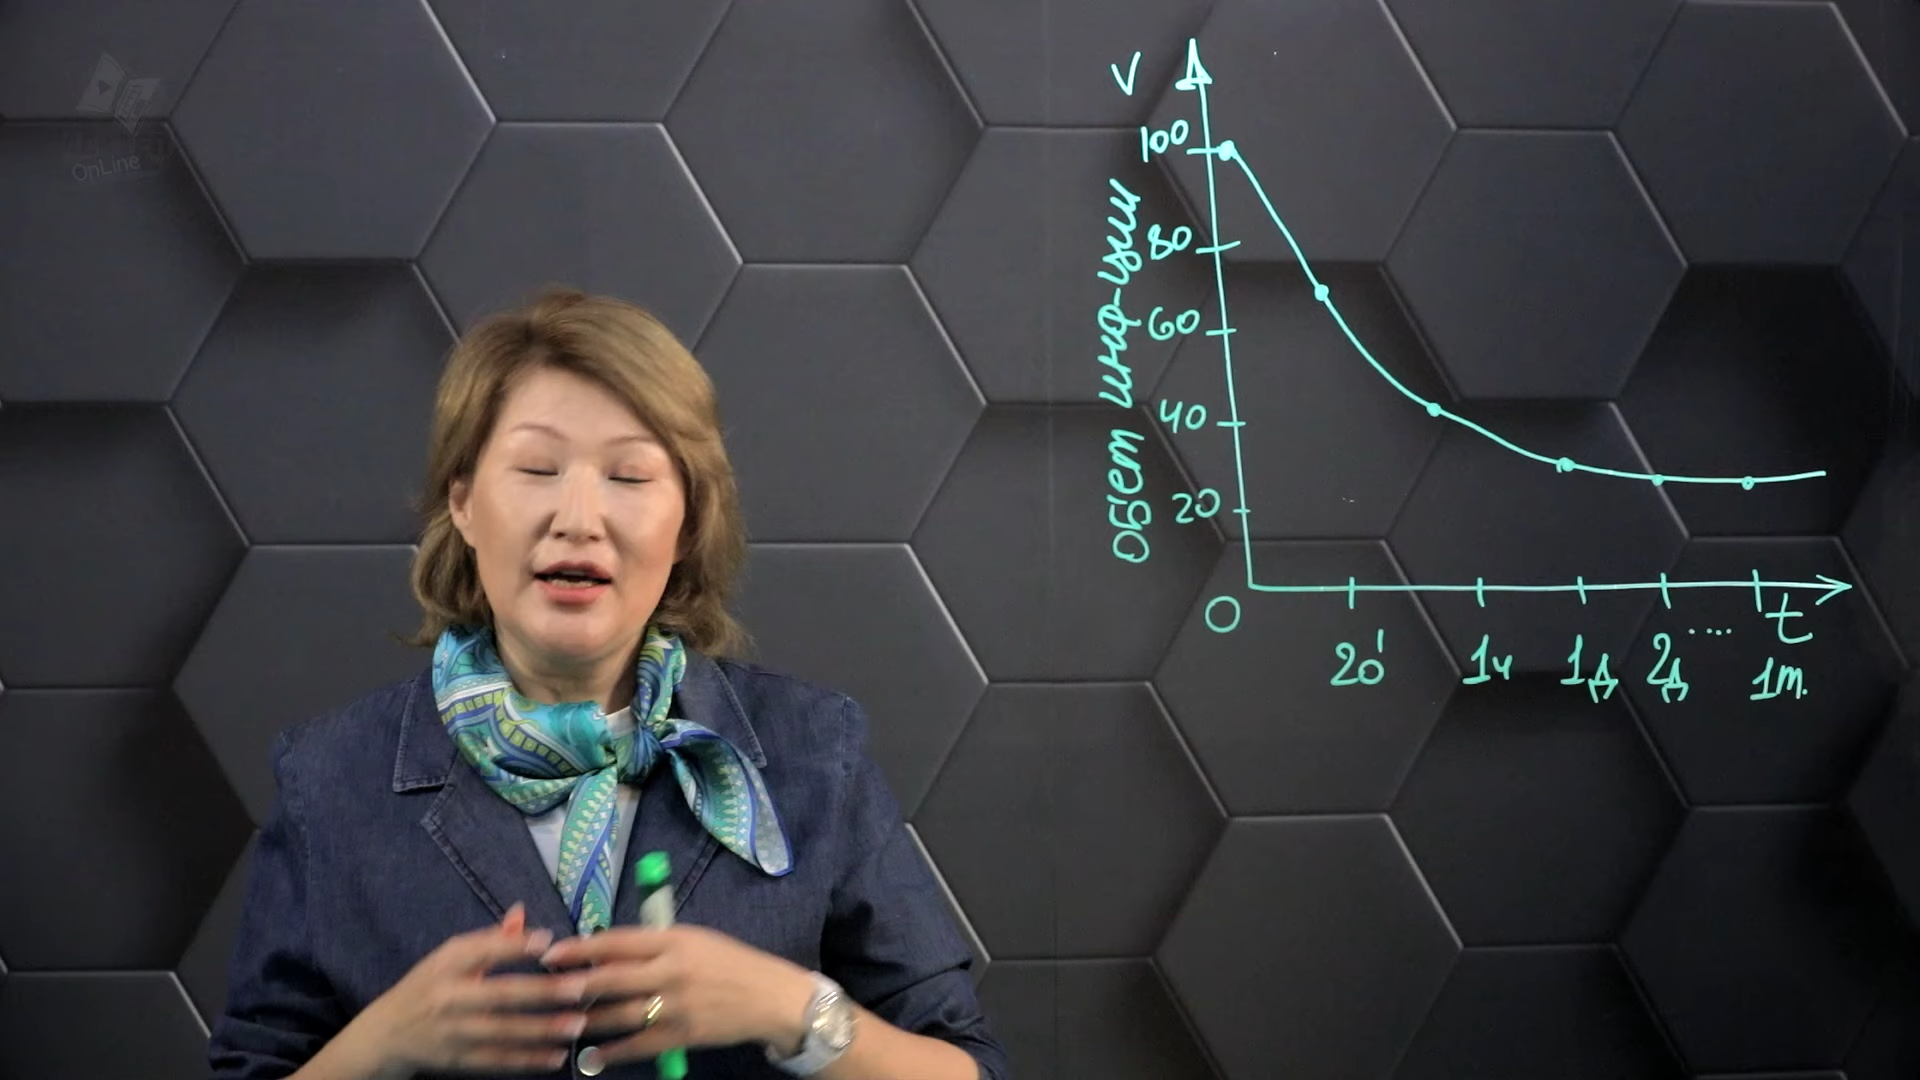 V
100
80
60
40
20
0
Объем инф-ции
20'
1ч
1д
2д ....
1м.
t
OnLine